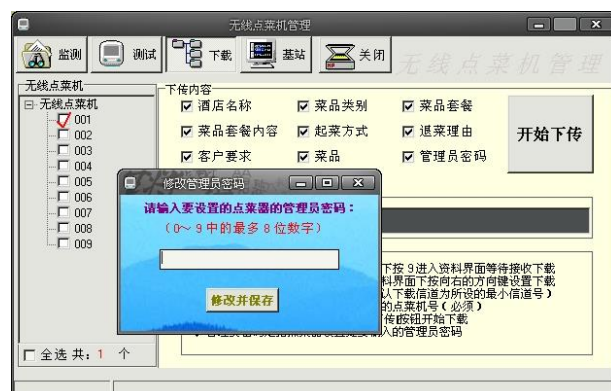 无线点菜机管理
监测
测试
下载
基站
关闭
无线点菜机管理
无线点菜机
无线点菜机
001
002
003
004
005
006
007
008
009
全选 共: 1 个
下传内容
酒店名称
菜品类别
菜品套餐
菜品套餐内容
起菜方式
退菜理由
客户要求
菜品
管理员密码
开始下传
修改管理员密码
请输入要设置的点菜器的管理员密码：
（0～9中的最多8位数字）
修改并保存
下按9进入资料界面等待接收下载
料界面下按向右的方向键设置下载
认下载信道为所设的最小信道号）
的点菜机号（必须）
传按钮开始下载
入的管理员密码